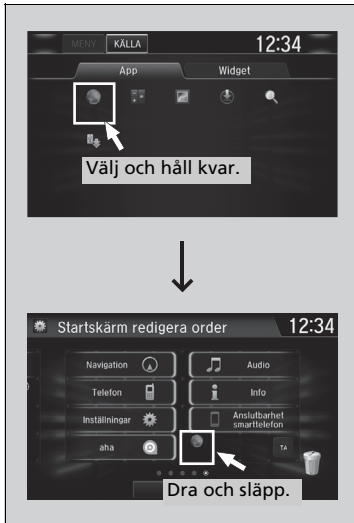 MENY KÄLLA 12:34
App Widget
Välj och håll kvar.
Startskärm redigera order 12:34
Navigation Audio
Telefon Info
Inställningar Anslutbarhet
smarttelefon
aha TA
Dra och släpp.